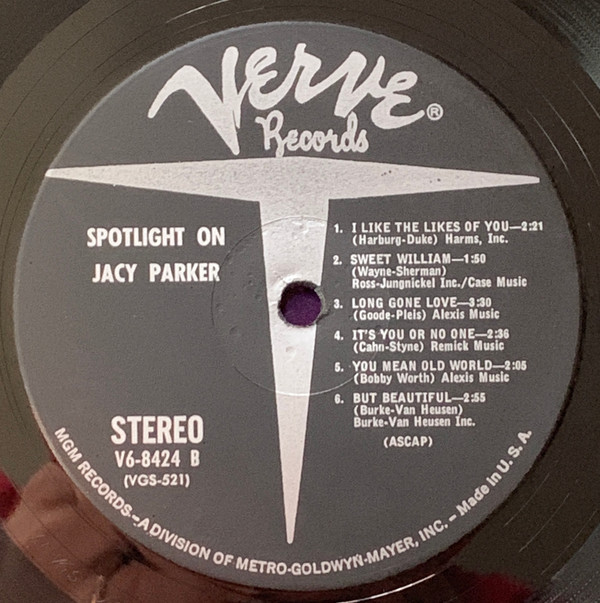 VERVE®
Records
SPOTLIGHT ON
JACY PARKER
1. I LIKE THE LIKES OF YOU—2:21
(Harburg-Duke) Harms, Inc.
2. SWEET WILLIAM—1:50
(Wayne-Sherman)
Ross-Jungnickel Inc./Case Music
3. LONG GONE LOVE—3:30
(Goode-Pleis) Alexis Music
4. IT'S YOU OR NO ONE—2:36
(Cahn-Styne) Remick Music
5. YOU MEAN OLD WORLD—2:05
(Bobby Worth) Alexis Music
6. BUT BEAUTIFUL—2:55
(Burke-Van Heusen)
Burke-Van Heusen Inc.
(ASCAP)
STEREO
V6-8424 B
(VGS-521)
MGM RECORDS—A DIVISION OF METRO-GOLDWYN-MAYER, INC. — Made in U. S. A.